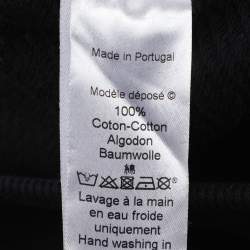 Made in Portugal
Modèle déposé ©
100%
Coton-Cotton
Algodon
Baumwolle
綿
Lavage à la main
en eau froide
uniquement
Hand washing in